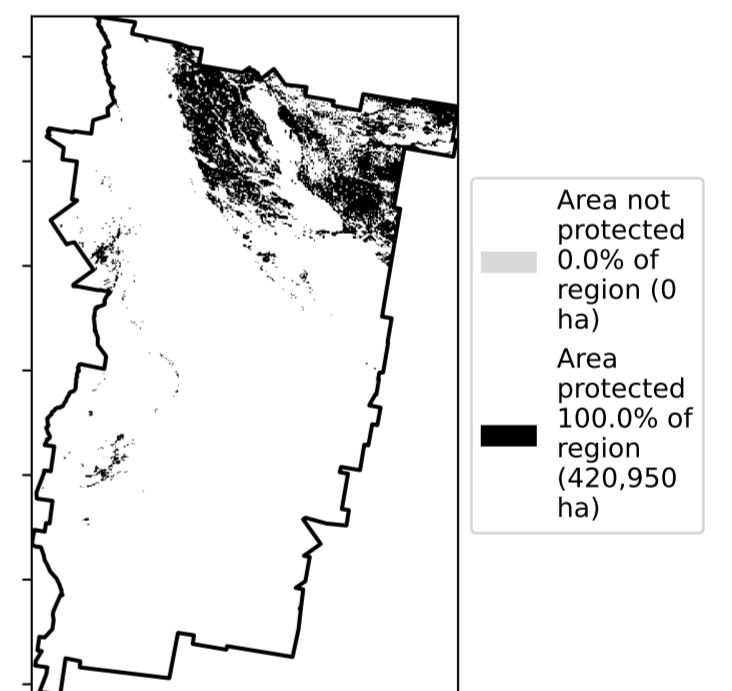 Area not
protected
0.0% of
region (0
ha)
Area
protected
100.0% of
region
(420,950
ha)